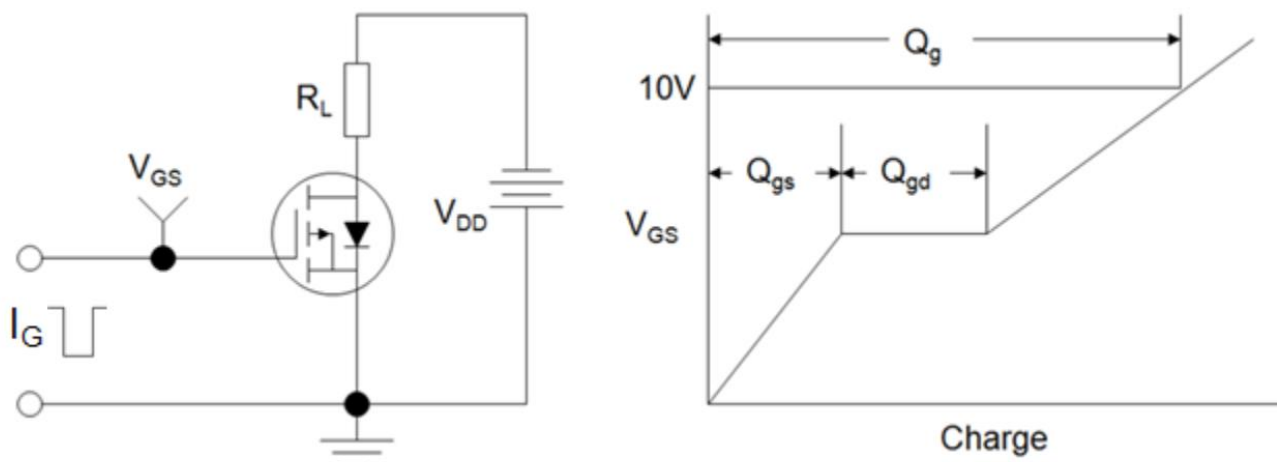 R_L
V_GS
V_DD
I_G
Q_g
10V
Q_gs
Q_gd
V_GS
Charge